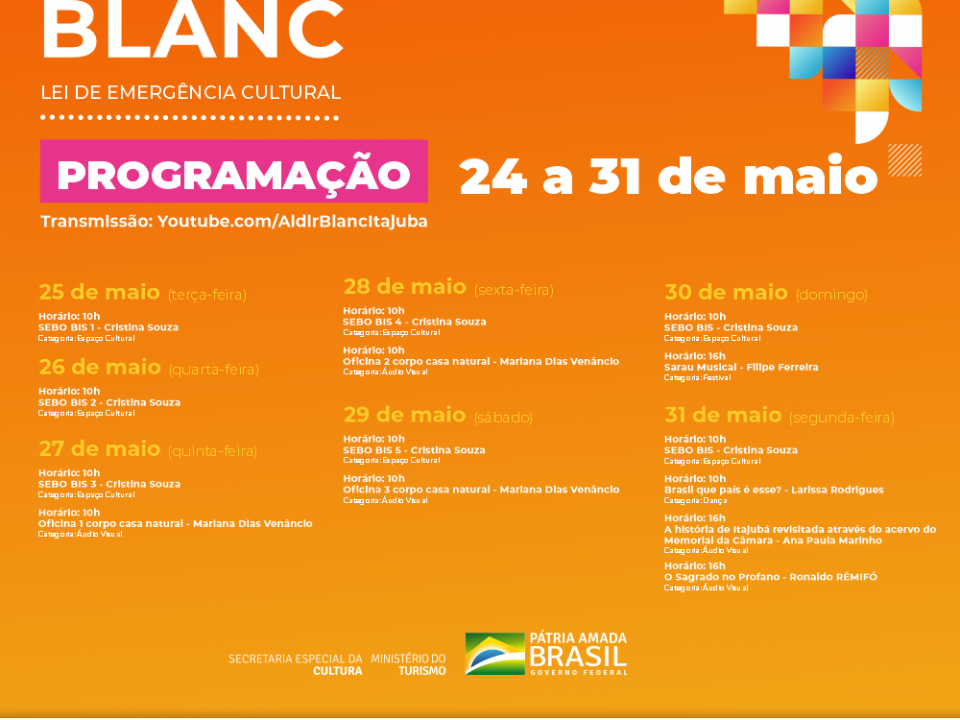 BLANC
LEI DE EMERGÊNCIA CULTURAL
PROGRAMAÇÃO
24 a 31 de maio
Transmissão: Youtube.com/AldirBlancItajuba
25 de maio (terça-feira)
Horário: 10h
SEBO BIS 1 - Cristina Souza
Categoria: Espaço Cultural
26 de maio (quarta-feira)
Horário: 10h
SEBO BIS 2 - Cristina Souza
Categoria: Espaço Cultural
27 de maio (quinta-feira)
Horário: 10h
SEBO BIS 3 - Cristina Souza
Categoria: Espaço Cultural
Horário: 10h
Oficina 1 corpo casa natural - Mariana Dias Venâncio
Categoria: Áudio Visual
28 de maio (sexta-feira)
Horário: 10h
SEBO BIS 4 - Cristina Souza
Categoria: Espaço Cultural
Horário: 10h
Oficina 2 corpo casa natural - Mariana Dias Venâncio
Categoria: Áudio Visual
29 de maio (sábado)
Horário: 10h
SEBO BIS 5 - Cristina Souza
Categoria: Espaço Cultural
Horário: 10h
Oficina 3 corpo casa natural - Mariana Dias Venâncio
Categoria: Áudio Visual
30 de maio (domingo)
Horário: 10h
SEBO BIS - Cristina Souza
Categoria: Espaço Cultural
Horário: 16h
Sarau Musical - Filipe Ferreira
Categoria: Festival
31 de maio (segunda-feira)
Horário: 10h
SEBO BIS - Cristina Souza
Categoria: Espaço Cultural
Horário: 10h
Brasil que país é esse? - Larissa Rodrigues
Categoria: Dança
Horário: 16h
A história de Itajubá revisitada através do acervo do
Memorial da Câmara - Ana Paula Marinho
Categoria: Áudio Visual
Horário: 16h
O Sagrado no Profano - Ronaldo RÊMIFÓ
Categoria: Áudio Visual
SECRETARIA ESPECIAL DA
CULTURA
MINISTÉRIO DO
TURISMO
PÁTRIA AMADA
BRASIL
GOVERNO FEDERAL